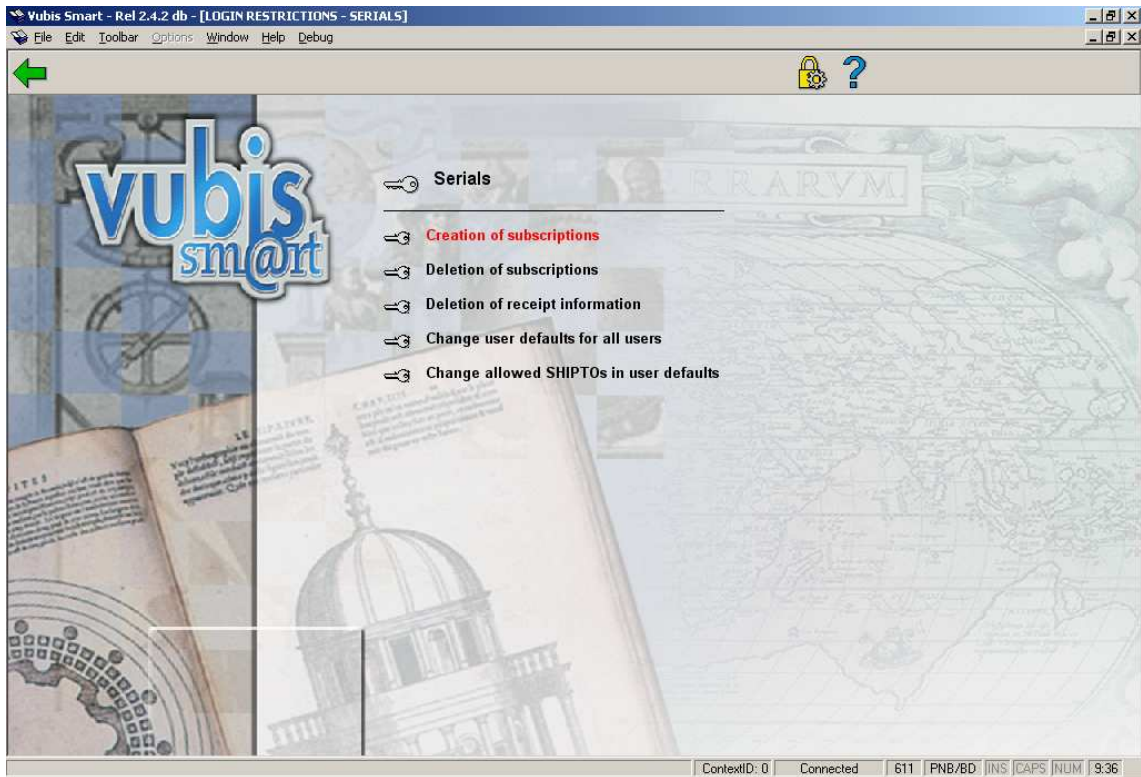 Vubis Smart - Rel 2.4.2 db - [LOGIN RESTRICTIONS - SERIALS]
File Edit Toolbar Options Window Help Debug
vubis
sm@rt
RRARVM
Serials
Creation of subscriptions
Deletion of subscriptions
Deletion of receipt information
Change user defaults for all users
Change allowed SHIPTOs in user defaults
ContextID: 0 Connected 611 PNB/BD INS CAPS NUM 9:36